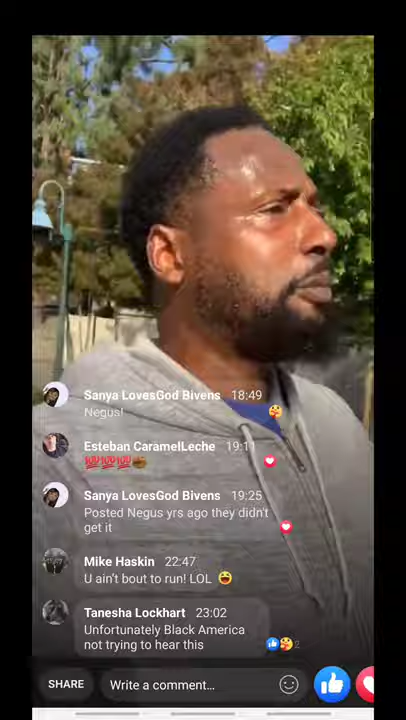 Sanya LovesGod Bivens 18:49
Negus!
Esteban CaramelLeche 19:11
💯💯💯
Sanya LovesGod Bivens 19:25
Posted Negus yrs ago they didn't
get it
Mike Haskin 22:47
U ain't bout to run! LOL 😆
Tanesha Lockhart 23:02
Unfortunately Black America
not trying to hear this
2
SHARE
Write a comment...